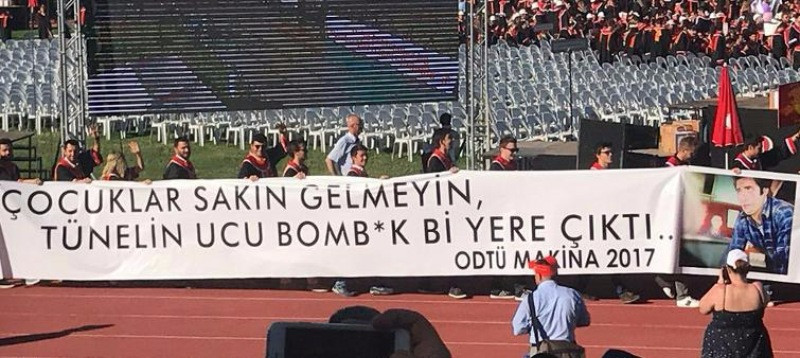 ÇOCUKLAR SAKIN GELMEYİN,
TÜNELİN UCU BOMB*K Bİ YERE ÇIKTI..
ODTÜ MAKİNA 2017